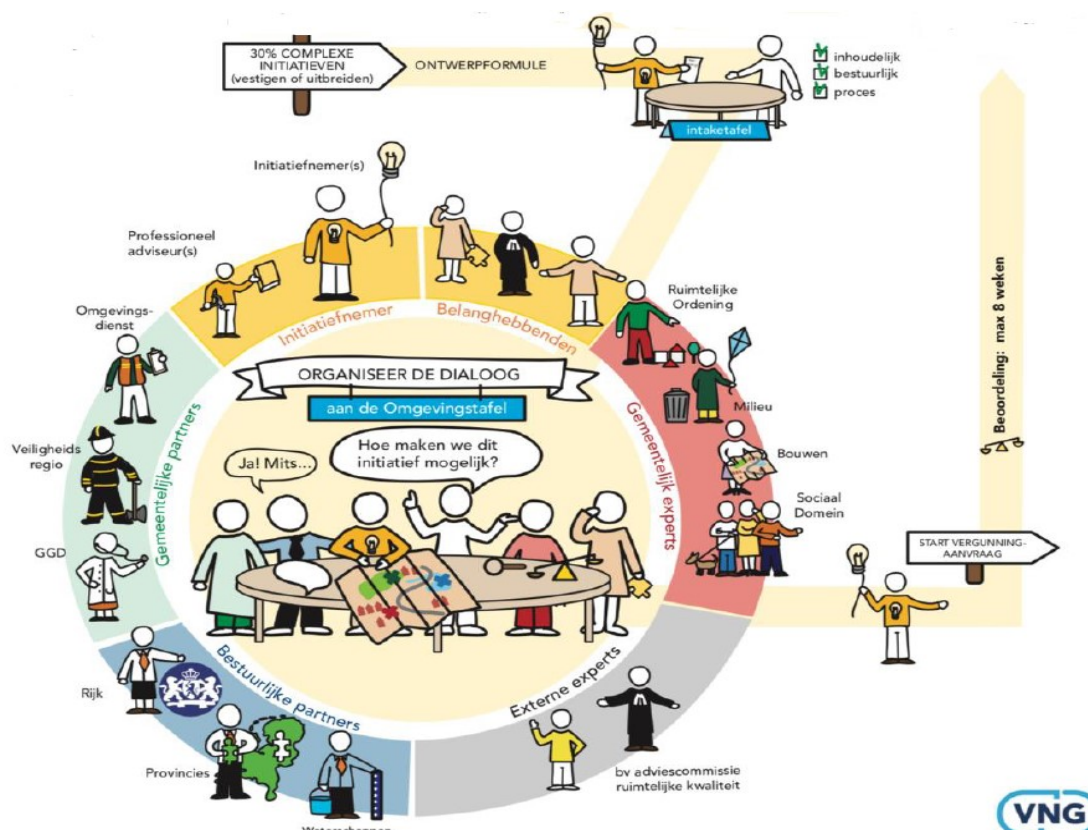 30% COMPLEXE
INITIATIEVEN
(vestigen of uitbreiden)
ONTWERPFORMULE
inhoudelijk
bestuurlijk
proces
intaketafel
Initiatiefnemer(s)
Professioneel
adviseur(s)
Omgevings-
dienst
Veiligheids
regio
GGD
Rijk
Provincies
Waterschappen
Initiatiefnemer
Belanghebbenden
Ruimtelijke
Ordening
Milieu
Bouwen
Sociaal
Domein
Gemeentelijk experts
Gemeentelijke partners
Bestuurlijke partners
Externe experts
bv adviescommissie
ruimtelijke kwaliteit
ORGANISEER DE DIALOOG
aan de Omgevingstafel
Ja! Mits...
Hoe maken we dit
initiatief mogelijk?
START VERGUNNING-
AANVRAAG
Beoordeling: max 8 weken
VNG